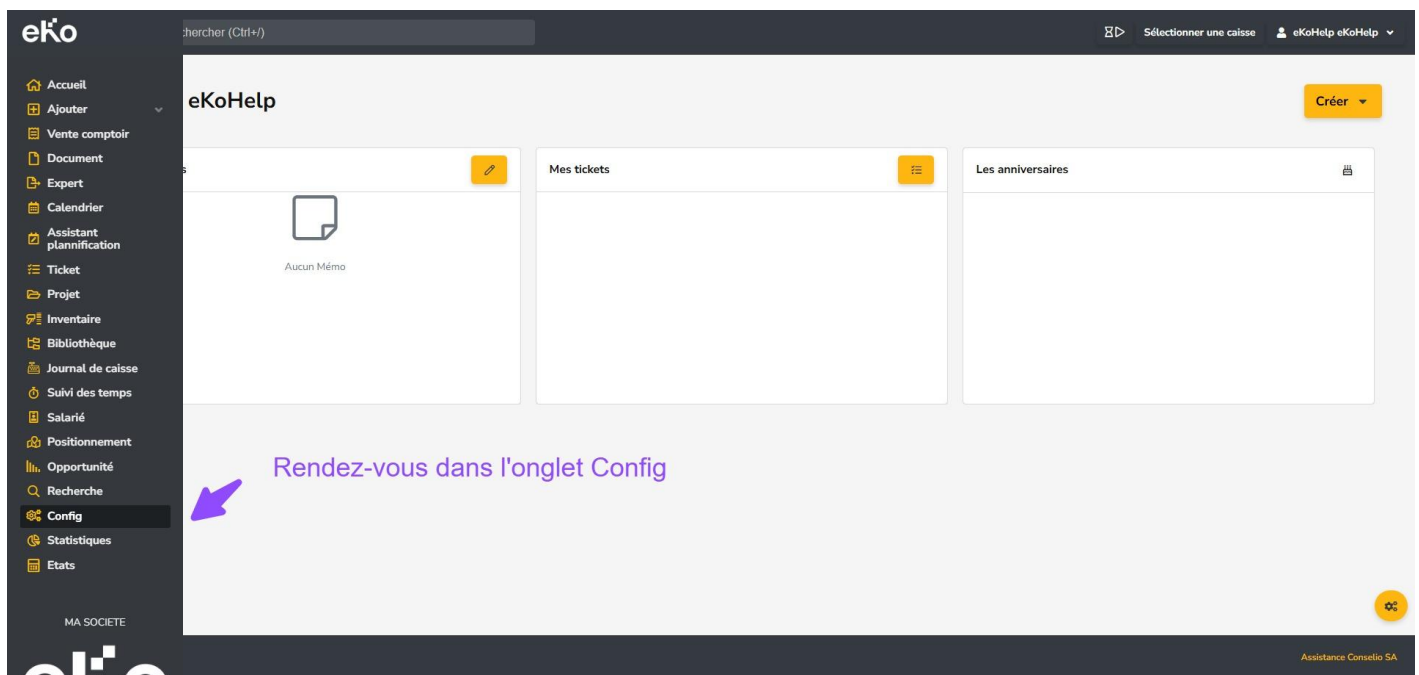 eKo
chercher (Ctrl+/)
Sélectionner une caisse
eKoHelp eKoHelp
Accueil
Ajouter
Vente comptoir
Document
Expert
Calendrier
Assistant
plannification
Ticket
Projet
Inventaire
Bibliothèque
Journal de caisse
Suivi des temps
Salarié
Positionnement
Opportunité
Recherche
Config
Statistiques
Etats
MA SOCIETE
eKo
eKoHelp
Créer
s
Mes tickets
Les anniversaires
Aucun Mémo
Rendez-vous dans l'onglet Config
Assistance Conselio SA